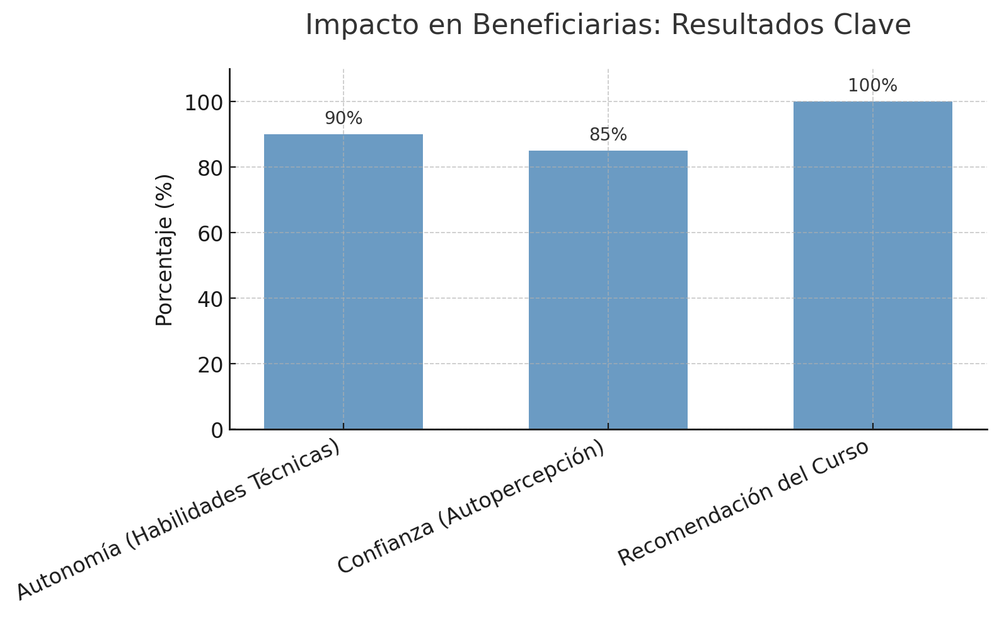 Impacto en Beneficiarias: Resultados Clave
100%
90%
85%
100
80
60
40
20
0
Porcentaje (%)
Autonomía (Habilidades Técnicas)
Confianza (Autopercepción)
Recomendación del Curso